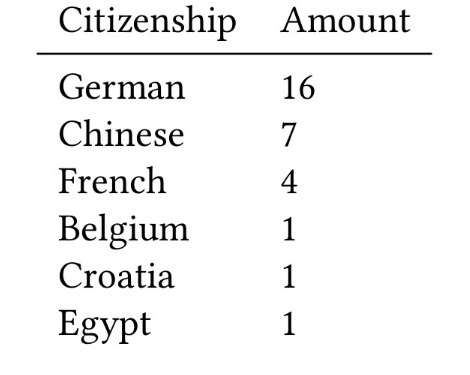 Citizenship Amount
German 16
Chinese 7
French 4
Belgium 1
Croatia 1
Egypt 1